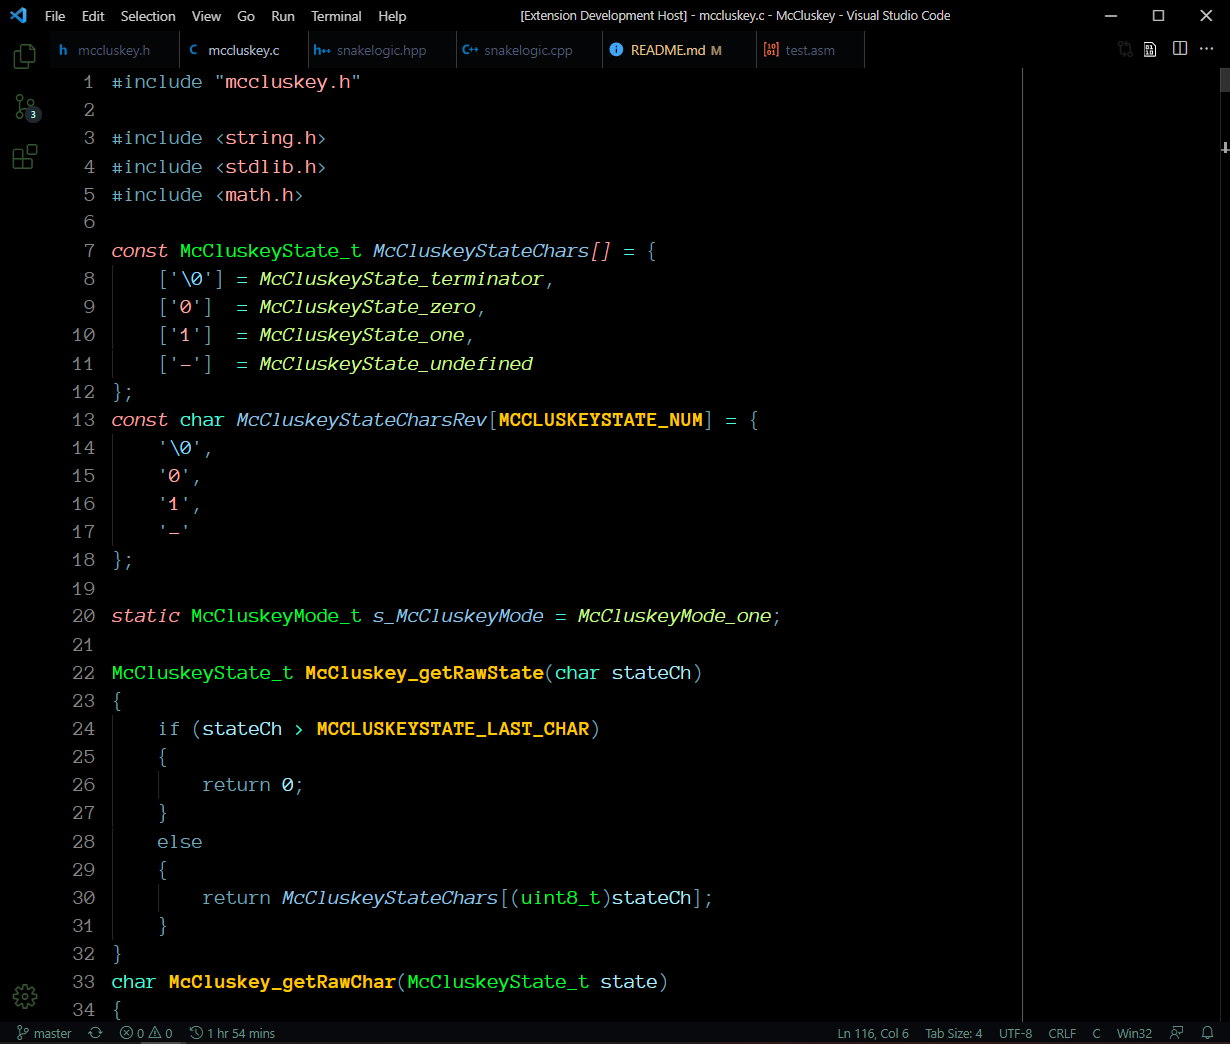 File Edit Selection View Go Run Terminal Help [Extension Development Host] - mccluskey.c - McCluskey - Visual Studio Code
h mccluskey.h C mccluskey.c h++ snakelogic.hpp C++ snakelogic.cpp README.md M test.asm
1 #include "mccluskey.h"
2
3 #include <string.h>
4 #include <stdlib.h>
5 #include <math.h>
6
7 const McCluskeyState_t McCluskeyStateChars[] = {
8 ['\0'] = McCluskeyState_terminator,
9 ['0'] = McCluskeyState_zero,
10 ['1'] = McCluskeyState_one,
11 ['-'] = McCluskeyState_undefined
12 };
13 const char McCluskeyStateCharsRev[MCCLUSKEYSTATE_NUM] = {
14 '\0',
15 '0',
16 '1',
17 '-'
18 };
19
20 static McCluskeyMode_t s_McCluskeyMode = McCluskeyMode_one;
21
22 McCluskeyState_t McCluskey_getRawState(char stateCh)
23 {
24 if (stateCh > MCCLUSKEYSTATE_LAST_CHAR)
25 {
26 return 0;
27 }
28 else
29 {
30 return McCluskeyStateChars[(uint8_t)stateCh];
31 }
32 }
33 char McCluskey_getRawChar(McCluskeyState_t state)
34 {
3
master 0 0 1 hr 54 mins Ln 116, Col 6 Tab Size: 4 UTF-8 CRLF C Win32